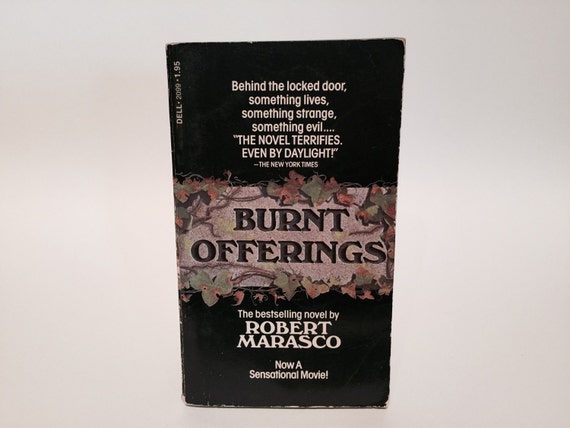 DELL • 2099 • 1.95
Behind the locked door,
something lives,
something strange,
something evil....
"THE NOVEL TERRIFIES.
EVEN BY DAYLIGHT!"
—THE NEW YORK TIMES
BURNT
OFFERINGS
The bestselling novel by
ROBERT
MARASCO
Now A
Sensational Movie!